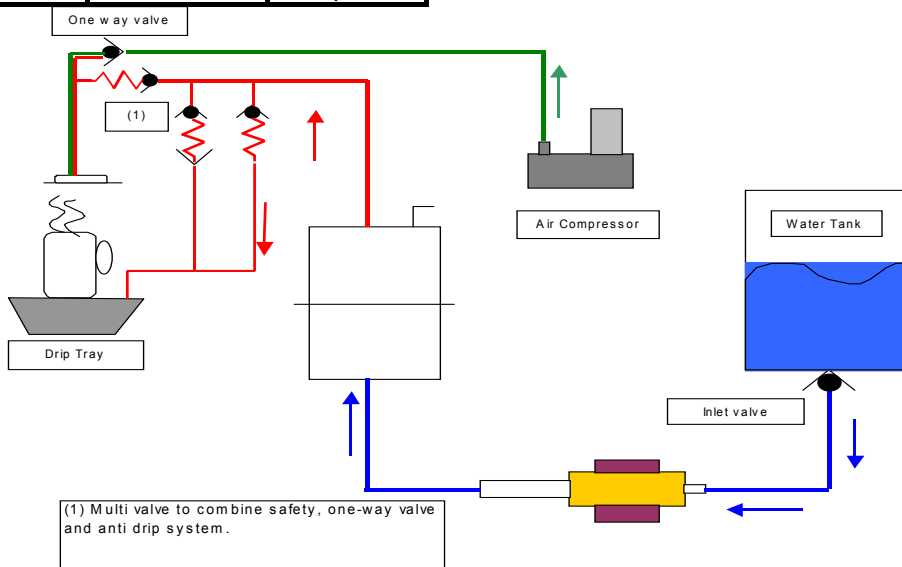 One way valve
(1)
Air Compressor
Water Tank
Drip Tray
Inlet valve
(1) Multi valve to combine safety, one-way valve
and anti drip system.